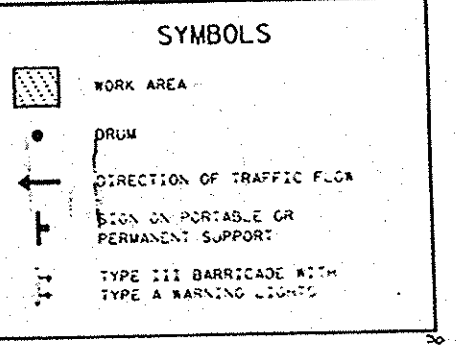 SYMBOLS
WORK AREA
DRUM
DIRECTION OF TRAFFIC FLOW
SIGN ON PORTABLE OR
PERMANENT SUPPORT
TYPE III BARRICADE WITH
TYPE A WARNING LIGHTS